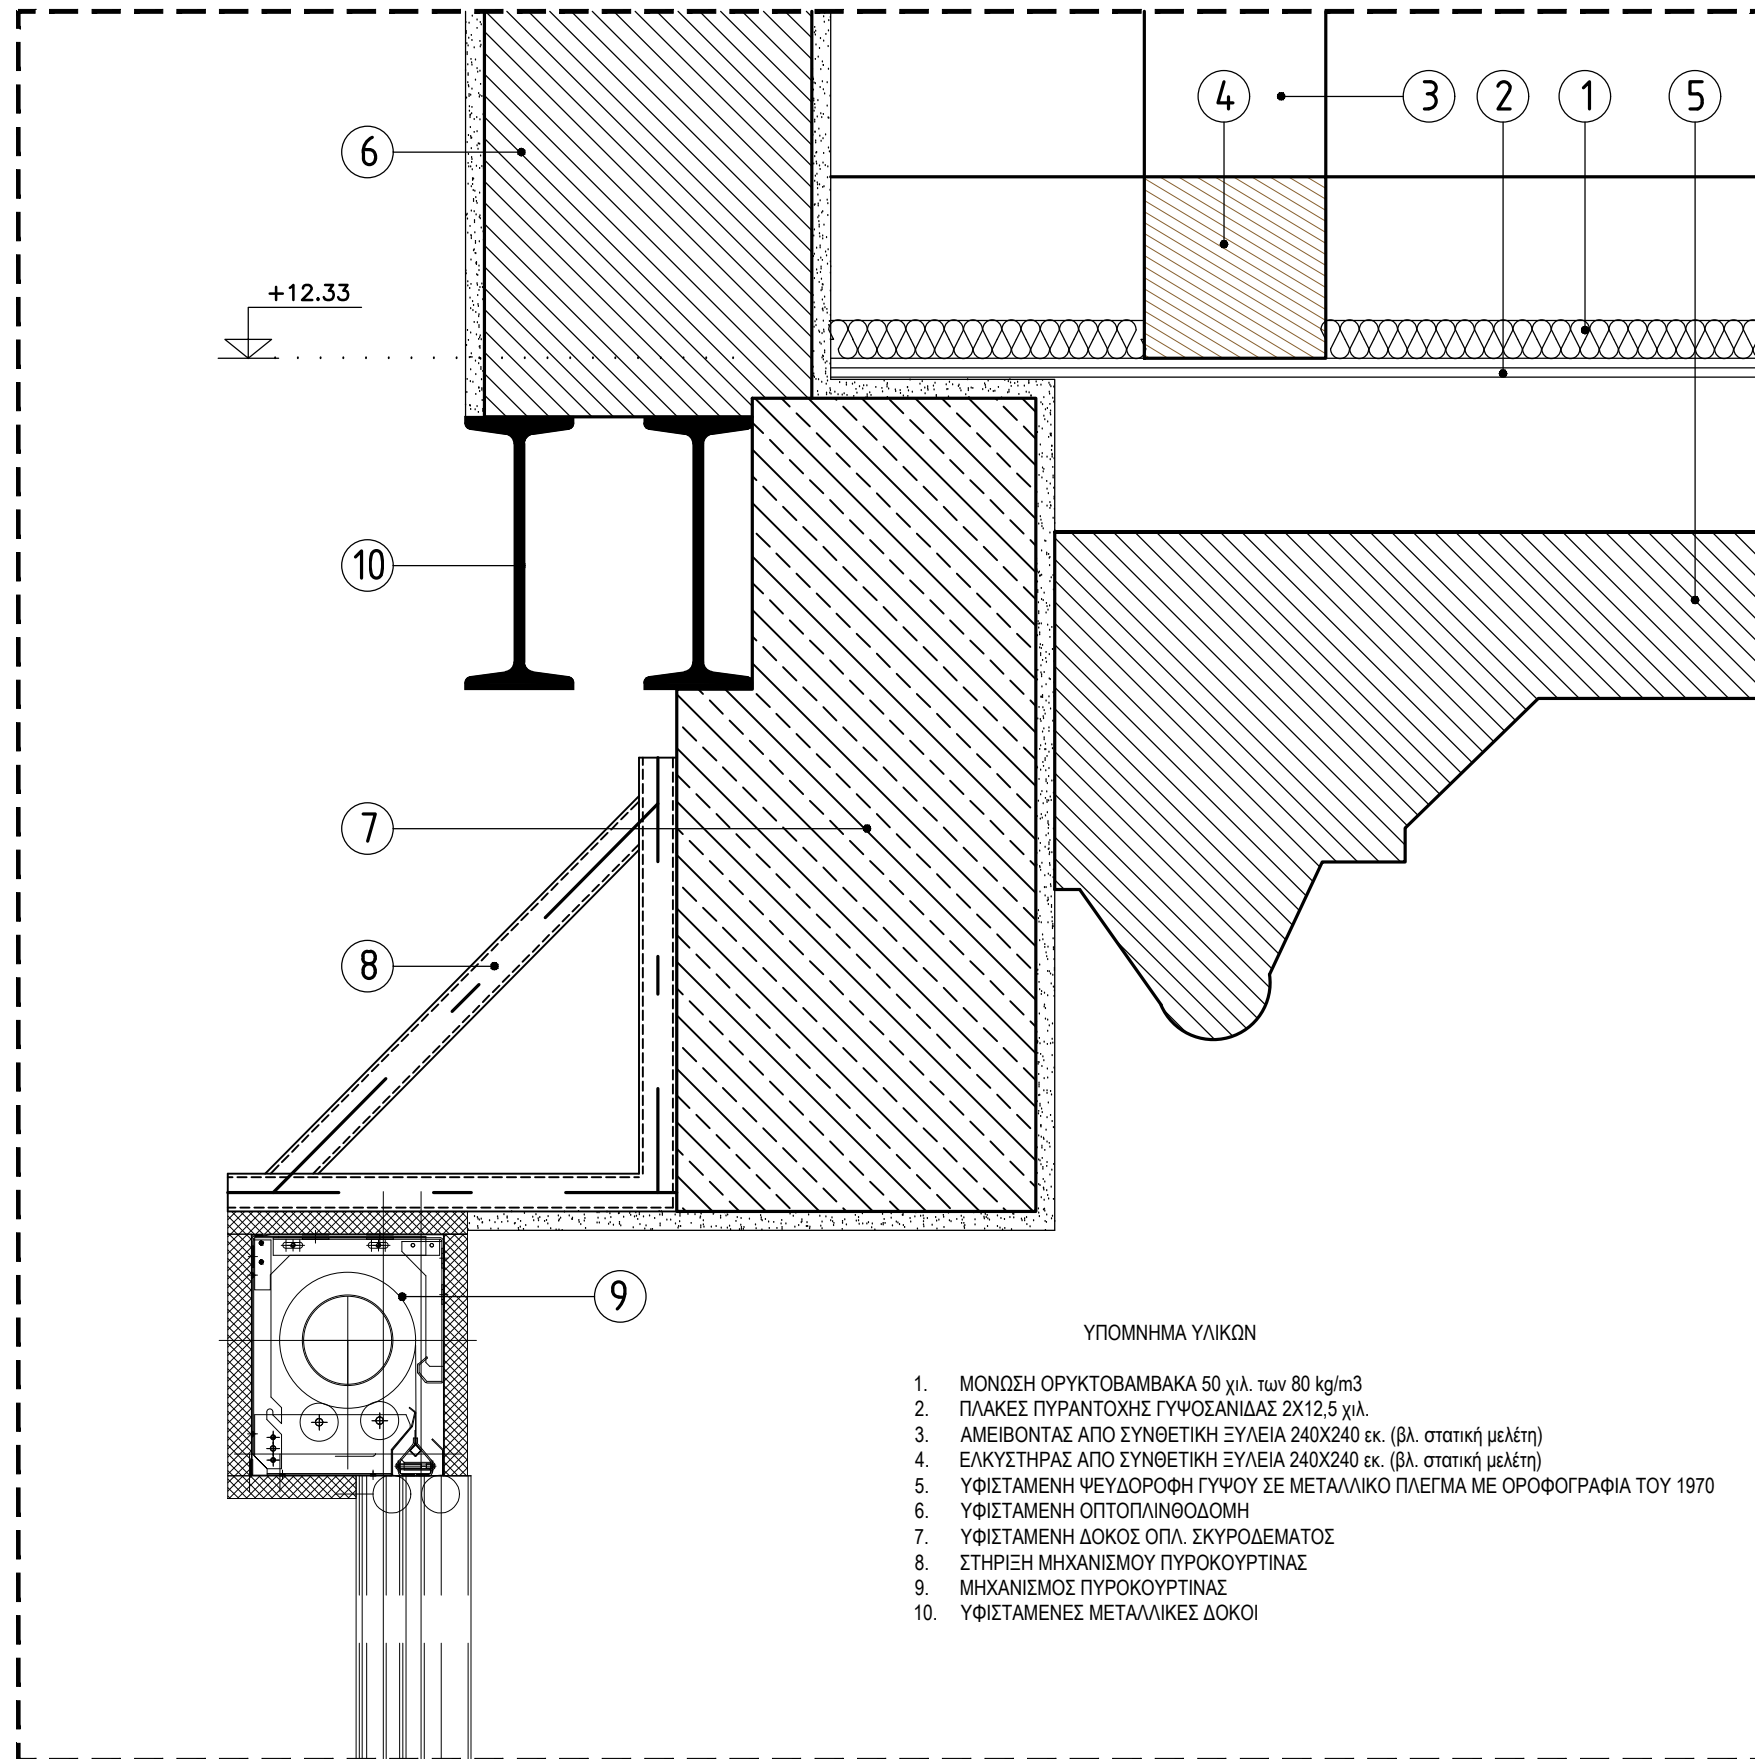 4 3 2 1 5
6
+12.33
10
7
8
9
ΥΠΟΜΝΗΜΑ ΥΛΙΚΩΝ
1. ΜΟΝΩΣΗ ΟΡΥΚΤΟΒΑΜΒΑΚΑ 50 χιλ. των 80 kg/m3
2. ΠΛΑΚΕΣ ΠΥΡΑΝΤΟΧΗΣ ΓΥΨΟΣΑΝΙΔΑΣ 2Χ12,5 χιλ.
3. ΑΜΕΙΒΟΝΤΑΣ ΑΠΟ ΣΥΝΘΕΤΙΚΗ ΞΥΛΕΙΑ 240Χ240 εκ. (βλ. στατική μελέτη)
4. ΕΛΚΥΣΤΗΡΑΣ ΑΠΟ ΣΥΝΘΕΤΙΚΗ ΞΥΛΕΙΑ 240Χ240 εκ. (βλ. στατική μελέτη)
5. ΥΦΙΣΤΑΜΕΝΗ ΨΕΥΔΟΡΟΦΗ ΓΥΨΟΥ ΣΕ ΜΕΤΑΛΛΙΚΟ ΠΛΕΓΜΑ ΜΕ ΟΡΟΦΟΓΡΑΦΙΑ ΤΟΥ 1970
6. ΥΦΙΣΤΑΜΕΝΗ ΟΠΤΟΠΛΙΝΘΟΔΟΜΗ
7. ΥΦΙΣΤΑΜΕΝΗ ΔΟΚΟΣ ΟΠΛ. ΣΚΥΡΟΔΕΜΑΤΟΣ
8. ΣΤΗΡΙΞΗ ΜΗΧΑΝΙΣΜΟΥ ΠΥΡΟΚΟΥΡΤΙΝΑΣ
9. ΜΗΧΑΝΙΣΜΟΣ ΠΥΡΟΚΟΥΡΤΙΝΑΣ
10. ΥΦΙΣΤΑΜΕΝΕΣ ΜΕΤΑΛΛΙΚΕΣ ΔΟΚΟΙ